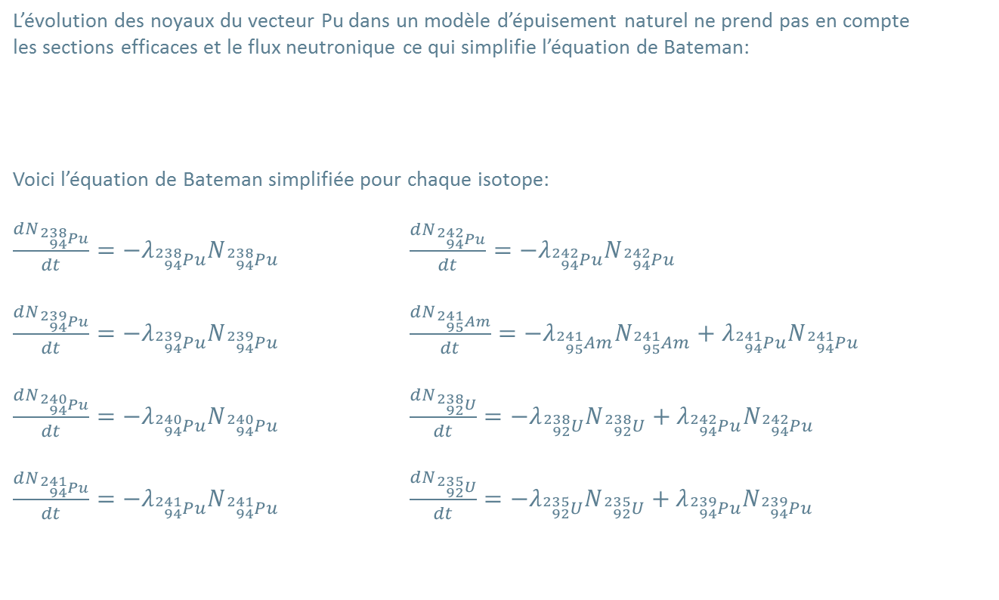 L’évolution des noyaux du vecteur Pu dans un modèle d’épuisement naturel ne prend pas en compte
les sections efficaces et le flux neutronique ce qui simplifie l’équation de Bateman:
Voici l’équation de Bateman simplifiée pour chaque isotope:
$\frac{dN_{^{238}_{94}Pu}}{dt} = -\lambda_{^{238}_{94}Pu} N_{^{238}_{94}Pu}$
$\frac{dN_{^{239}_{94}Pu}}{dt} = -\lambda_{^{239}_{94}Pu} N_{^{239}_{94}Pu}$
$\frac{dN_{^{240}_{94}Pu}}{dt} = -\lambda_{^{240}_{94}Pu} N_{^{240}_{94}Pu}$
$\frac{dN_{^{241}_{94}Pu}}{dt} = -\lambda_{^{241}_{94}Pu} N_{^{241}_{94}Pu}$
$\frac{dN_{^{242}_{94}Pu}}{dt} = -\lambda_{^{242}_{94}Pu} N_{^{242}_{94}Pu}$
$\frac{dN_{^{241}_{95}Am}}{dt} = -\lambda_{^{241}_{95}Am} N_{^{241}_{95}Am} + \lambda_{^{241}_{94}Pu} N_{^{241}_{94}Pu}$
$\frac{dN_{^{238}_{92}U}}{dt} = -\lambda_{^{238}_{92}U} N_{^{238}_{92}U} + \lambda_{^{242}_{94}Pu} N_{^{242}_{94}Pu}$
$\frac{dN_{^{235}_{92}U}}{dt} = -\lambda_{^{235}_{92}U} N_{^{235}_{92}U} + \lambda_{^{239}_{94}Pu} N_{^{239}_{94}Pu}$